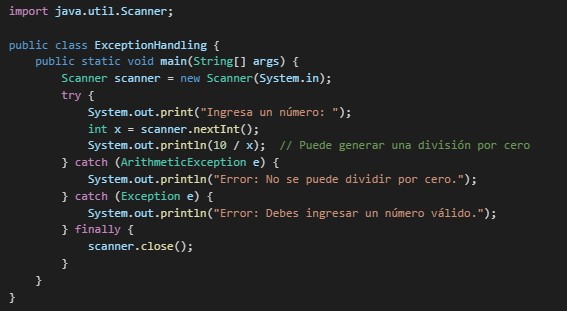 import java.util.Scanner;
public class ExceptionHandling {
    public static void main(String[] args) {
        Scanner scanner = new Scanner(System.in);
        try {
            System.out.print("Ingresa un número: ");
            int x = scanner.nextInt();
            System.out.println(10 / x);  // Puede generar una división por cero
        } catch (ArithmeticException e) {
            System.out.println("Error: No se puede dividir por cero.");
        } catch (Exception e) {
            System.out.println("Error: Debes ingresar un número válido.");
        } finally {
            scanner.close();
        }
    }
}